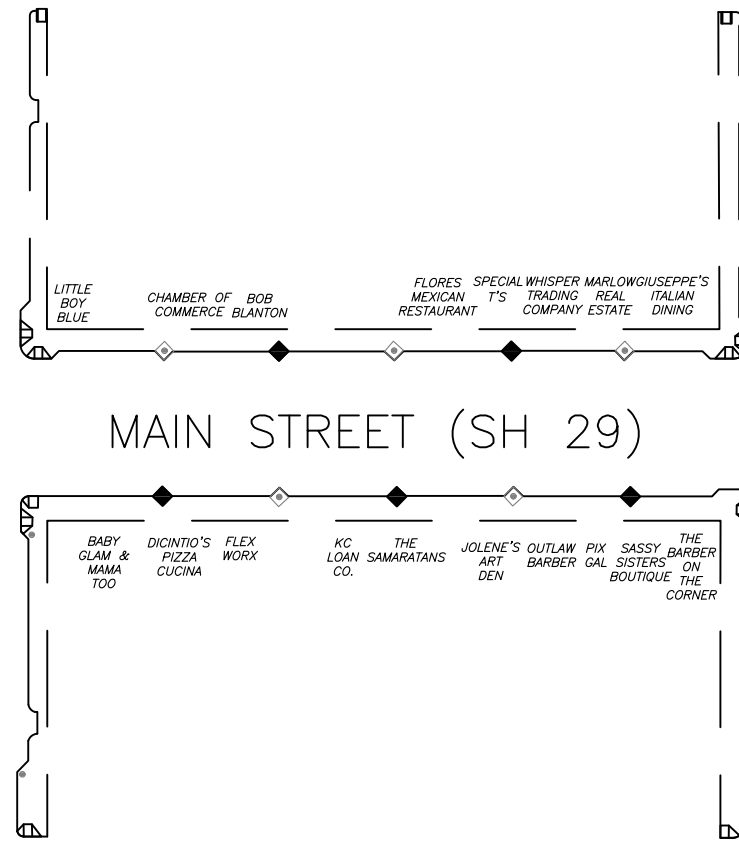 LITTLE
BOY
BLUE
CHAMBER OF
COMMERCE
BOB
BLANTON
FLORES
MEXICAN
RESTAURANT
SPECIAL
T'S
WHISPER
TRADING
COMPANY
MARLOW
REAL
ESTATE
GIUSEPPE'S
ITALIAN
DINING
MAIN STREET (SH 29)
BABY
GLAM &
MAMA
TOO
DICINTIO'S
PIZZA
CUCINA
FLEX
WORX
KC
LOAN
CO.
THE
SAMARATANS
JOLENE'S
ART
DEN
OUTLAW
BARBER
PIX
GAL
SASSY
SISTERS
BOUTIQUE
THE
BARBER
ON
THE
CORNER